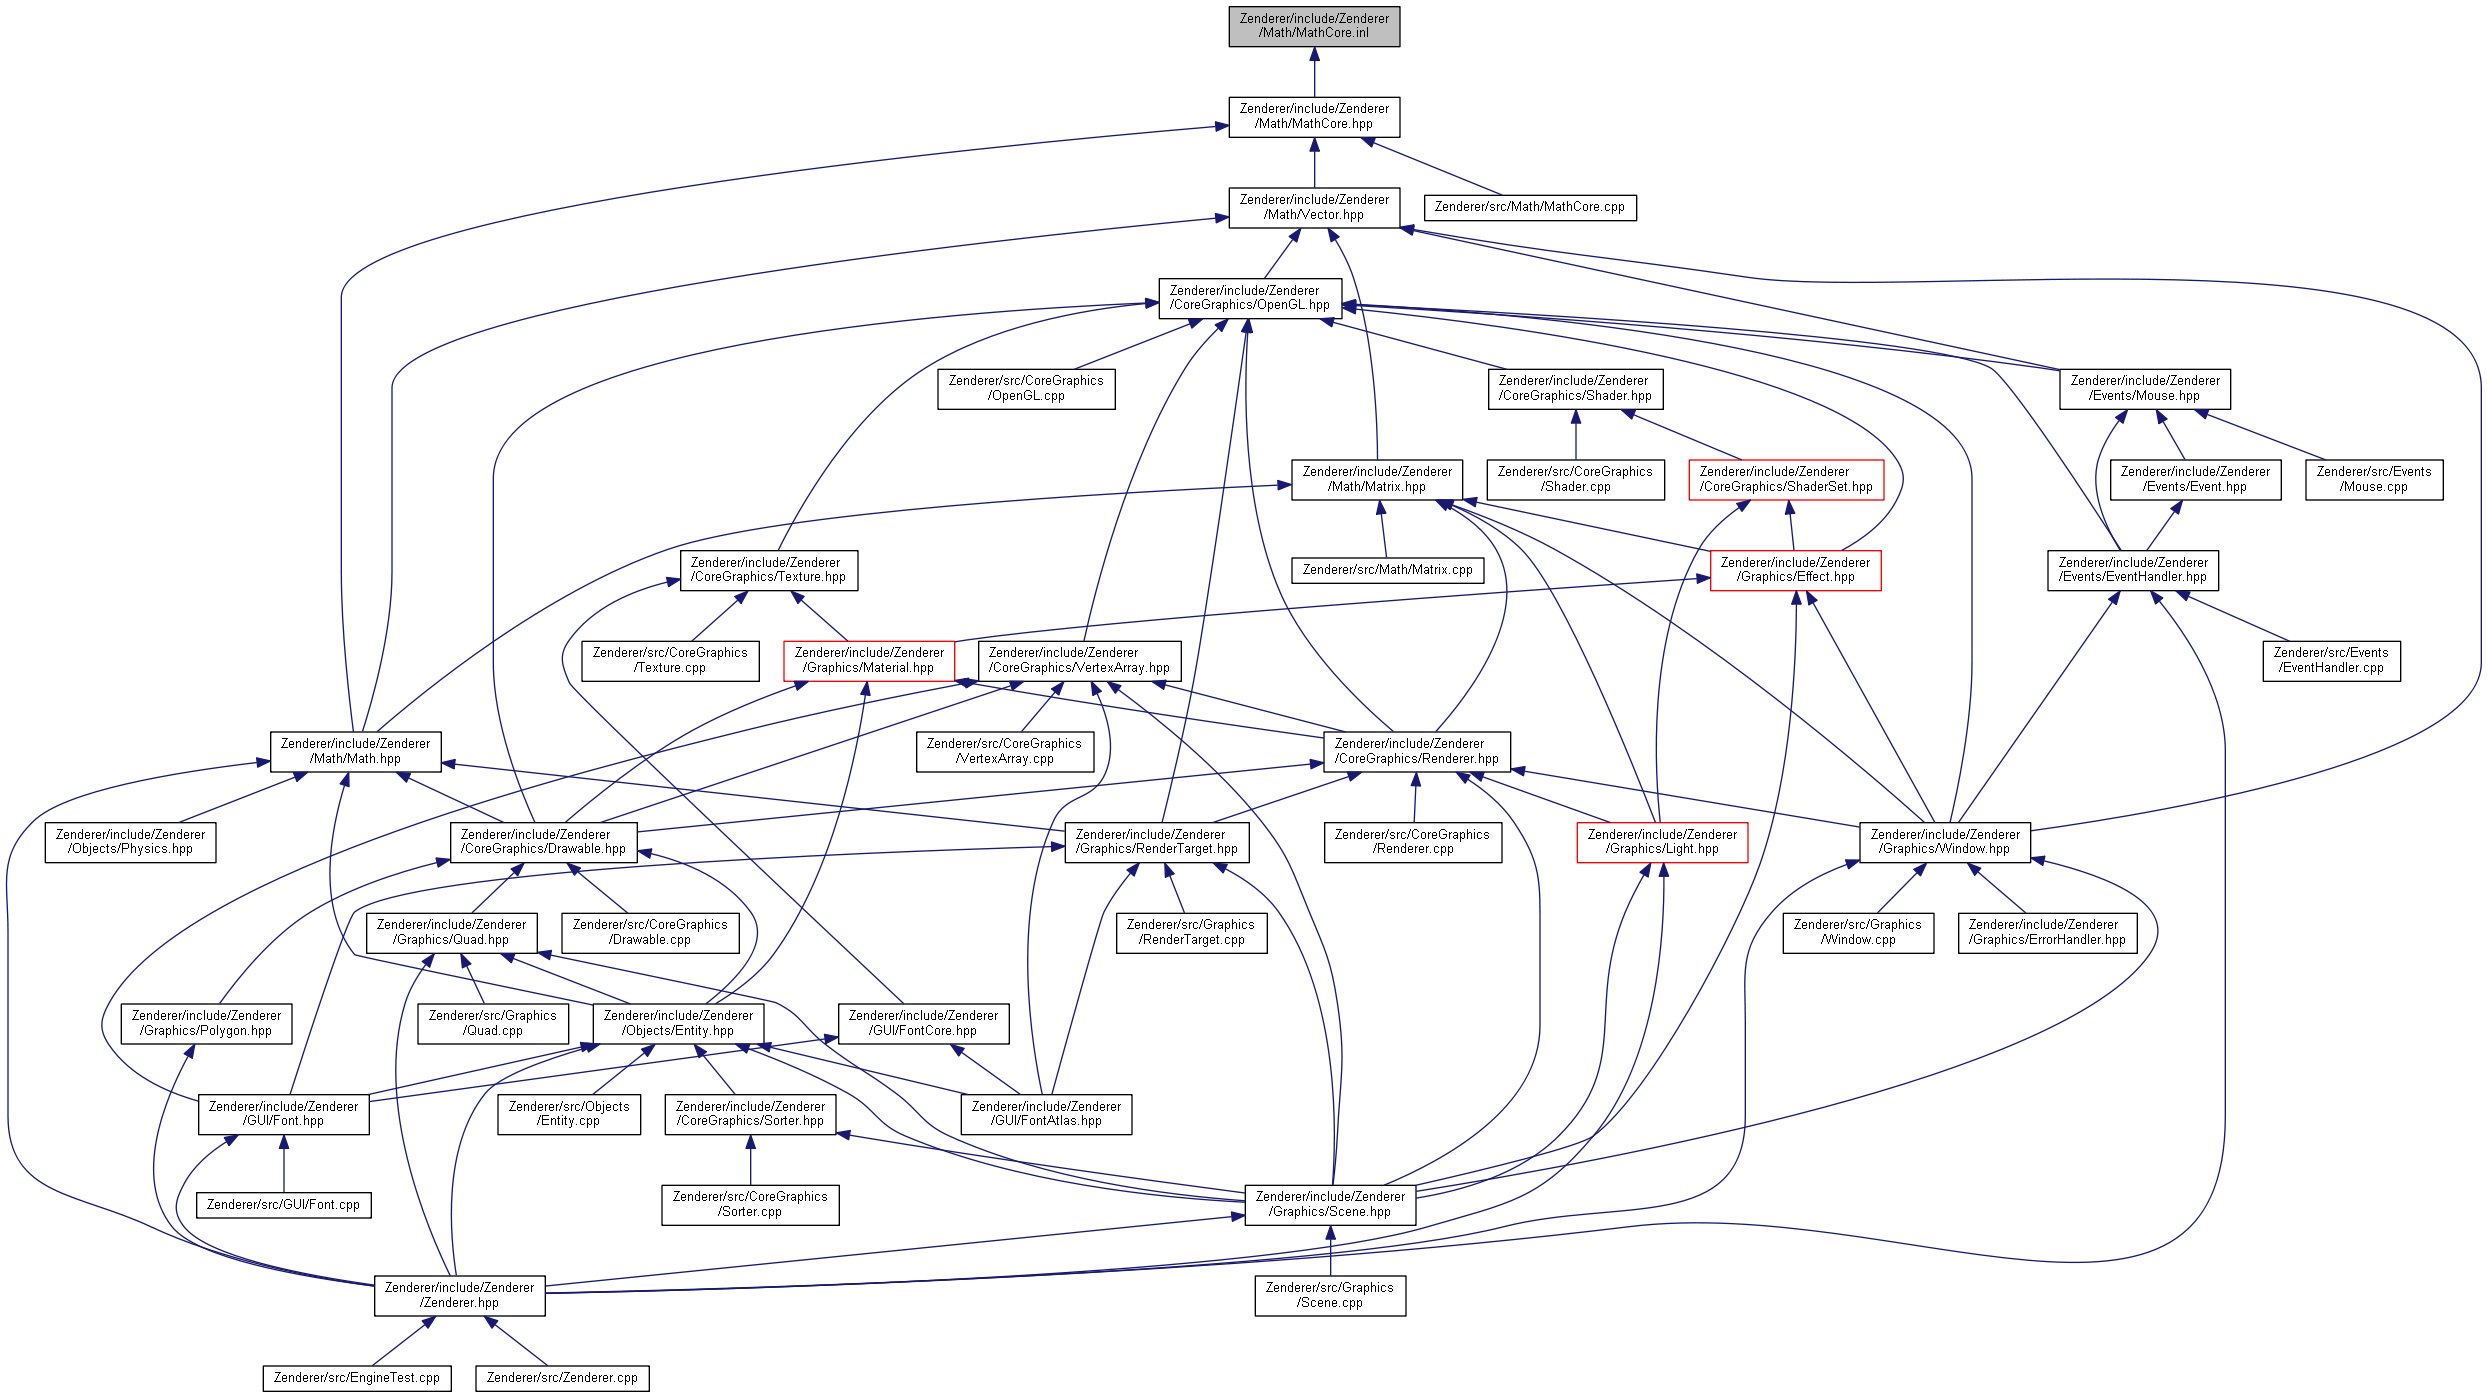 Zenderer/include/Zenderer
/Math/MathCore.inl
Zenderer/include/Zenderer
/Math/MathCore.hpp
Zenderer/include/Zenderer
/Math/Vector.hpp
Zenderer/src/Math/MathCore.cpp
Zenderer/include/Zenderer
/CoreGraphics/OpenGL.hpp
Zenderer/src/CoreGraphics
/OpenGL.cpp
Zenderer/include/Zenderer
/CoreGraphics/Shader.hpp
Zenderer/include/Zenderer
/Events/Mouse.hpp
Zenderer/include/Zenderer
/Math/Matrix.hpp
Zenderer/src/CoreGraphics
/Shader.cpp
Zenderer/include/Zenderer
/CoreGraphics/ShaderSet.hpp
Zenderer/include/Zenderer
/Events/Event.hpp
Zenderer/src/Events
/Mouse.cpp
Zenderer/include/Zenderer
/CoreGraphics/Texture.hpp
Zenderer/src/Math/Matrix.cpp
Zenderer/include/Zenderer
/Graphics/Effect.hpp
Zenderer/include/Zenderer
/Events/EventHandler.hpp
Zenderer/src/CoreGraphics
/Texture.cpp
Zenderer/include/Zenderer
/Graphics/Material.hpp
Zenderer/include/Zenderer
/CoreGraphics/VertexArray.hpp
Zenderer/src/Events
/EventHandler.cpp
Zenderer/include/Zenderer
/Math/Math.hpp
Zenderer/src/CoreGraphics
/VertexArray.cpp
Zenderer/include/Zenderer
/CoreGraphics/Renderer.hpp
Zenderer/include/Zenderer
/Objects/Physics.hpp
Zenderer/include/Zenderer
/CoreGraphics/Drawable.hpp
Zenderer/include/Zenderer
/Graphics/RenderTarget.hpp
Zenderer/src/CoreGraphics
/Renderer.cpp
Zenderer/include/Zenderer
/Graphics/Light.hpp
Zenderer/include/Zenderer
/Graphics/Window.hpp
Zenderer/include/Zenderer
/Graphics/Quad.hpp
Zenderer/src/CoreGraphics
/Drawable.cpp
Zenderer/src/Graphics
/RenderTarget.cpp
Zenderer/src/Graphics
/Window.cpp
Zenderer/include/Zenderer
/Graphics/ErrorHandler.hpp
Zenderer/include/Zenderer
/Graphics/Polygon.hpp
Zenderer/src/Graphics
/Quad.cpp
Zenderer/include/Zenderer
/Objects/Entity.hpp
Zenderer/include/Zenderer
/GUI/FontCore.hpp
Zenderer/include/Zenderer
/GUI/Font.hpp
Zenderer/src/Objects
/Entity.cpp
Zenderer/include/Zenderer
/CoreGraphics/Sorter.hpp
Zenderer/include/Zenderer
/GUI/FontAtlas.hpp
Zenderer/src/GUI/Font.cpp
Zenderer/src/CoreGraphics
/Sorter.cpp
Zenderer/include/Zenderer
/Graphics/Scene.hpp
Zenderer/include/Zenderer
/Zenderer.hpp
Zenderer/src/Graphics
/Scene.cpp
Zenderer/src/EngineTest.cpp
Zenderer/src/Zenderer.cpp